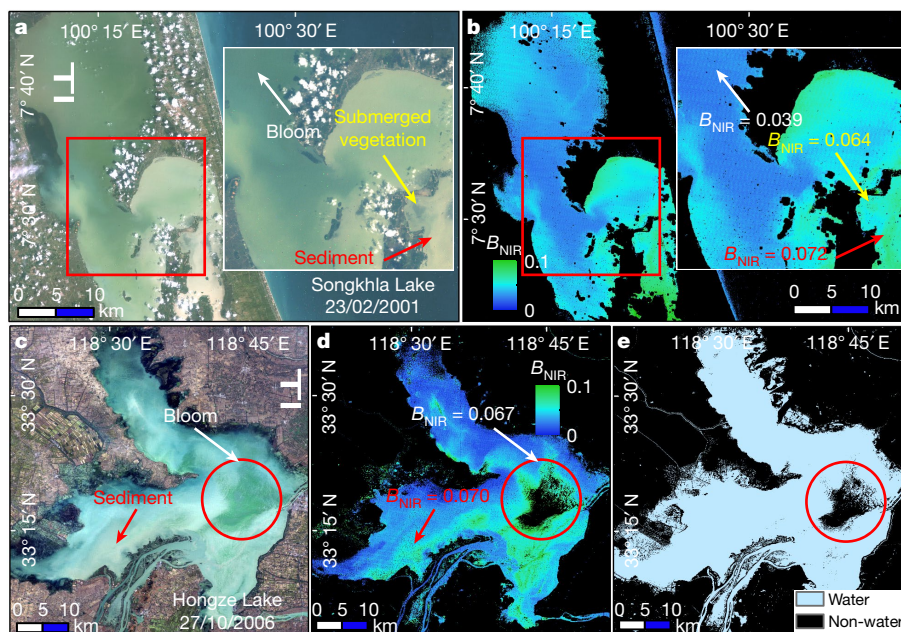 a
100° 15′ E
100° 30′ E
7° 40′ N
7° 30′ N
Bloom
Submerged
vegetation
Sediment
Songkhla Lake
23/02/2001
0 5 10
km
b
100° 15′ E
100° 30′ E
7° 40′ N
7° 30′ N
BNIR = 0.039
BNIR = 0.064
BNIR = 0.072
BNIR
0.1
0
0 5 10
km
c
118° 30′ E
118° 45′ E
33° 30′ N
33° 15′ N
Bloom
Sediment
Hongze Lake
27/10/2006
0 5 10
km
d
118° 30′ E
118° 45′ E
33° 30′ N
33° 15′ N
BNIR
0.1
0
BNIR = 0.067
BNIR = 0.070
0 5 10
km
e
118° 30′ E
118° 45′ E
33° 30′ N
33° 15′ N
0 5 10
km
Water
Non-water